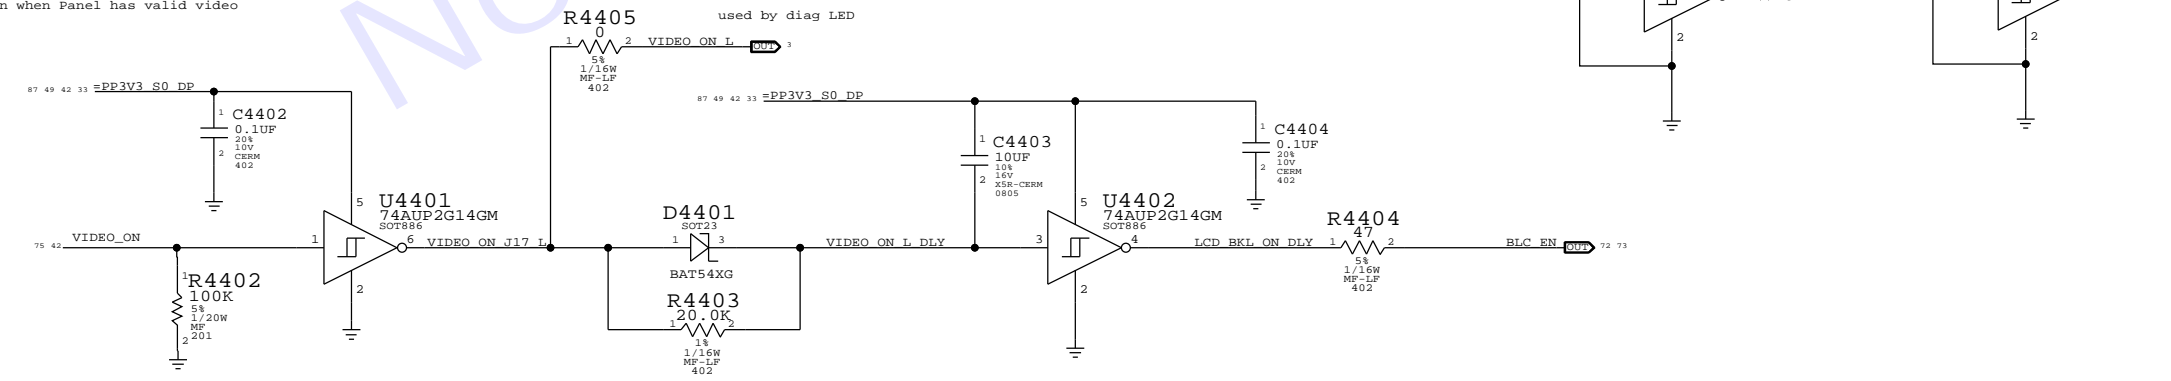 n when Panel has valid video
used by diag LED
R4405
0
1 2
VIDEO_ON_L
OUT 3
5%
1/16W
MF-LF
402
87 49 42 33 =PP3V3_S0_DP
1
C4402
0.1UF
20%
10V
CERM
402
2
5
U4401
74AUP2G14GM
SOT886
75 42 VIDEO_ON
1
6
VIDEO_ON_J17_L
2
1
R4402
100K
5%
1/20W
MF
201
2
D4401
SOT23
1 3
BAT54XG
R4403
20.0K
1 2
1%
1/16W
MF-LF
402
VIDEO_ON_L_DLY
87 49 42 33 =PP3V3_S0_DP
1
C4403
10UF
10%
16V
X5R-CERM
0805
2
1
C4404
0.1UF
20%
10V
CERM
402
2
5
U4402
74AUP2G14GM
SOT886
3
4
2
LCD_BKL_ON_DLY
R4404
47
1 2
5%
1/16W
MF-LF
402
BLC_EN
OUT 72 73
2
2
NO